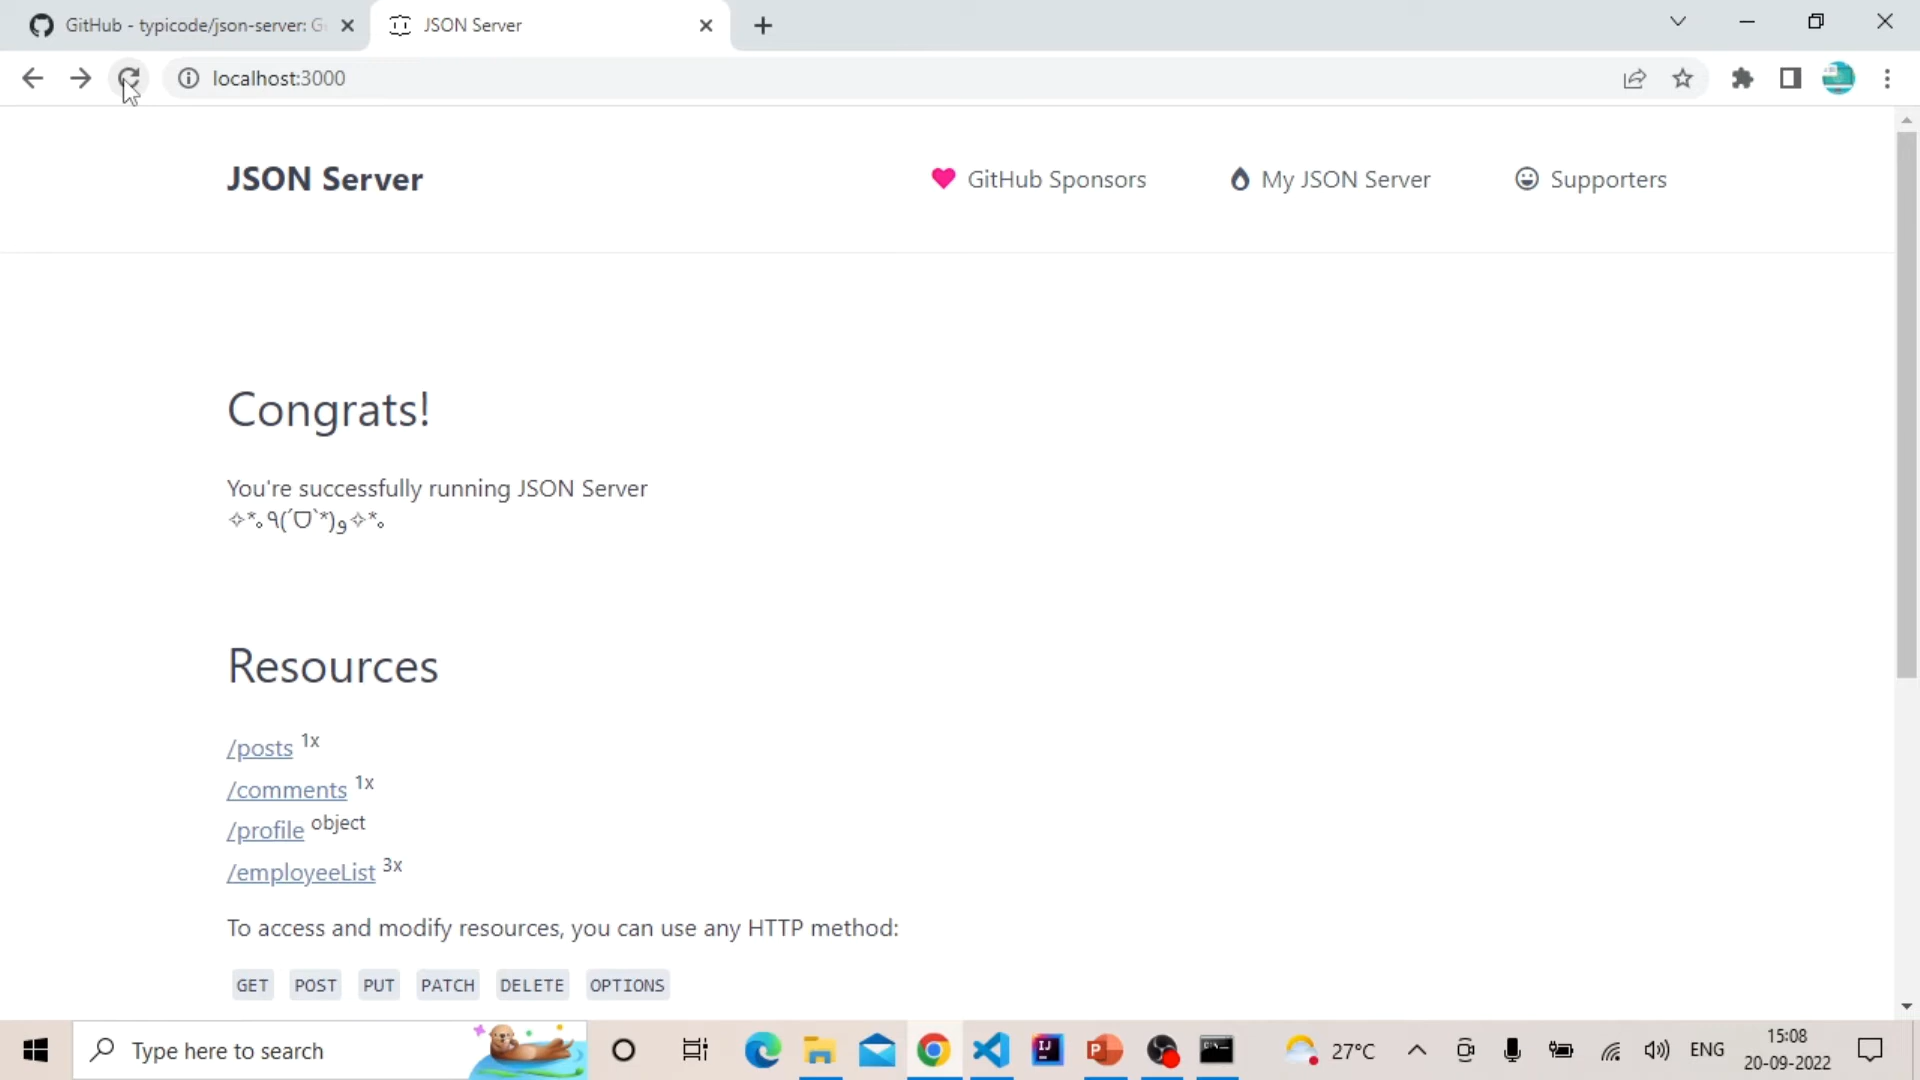 GitHub - typicode/json-server: G
JSON Server
localhost:3000
JSON Server
GitHub Sponsors
My JSON Server
Supporters
Congrats!
You're successfully running JSON Server
✧*｡٩(ˊᗜˋ*)و✧*｡
Resources
/posts 1x
/comments 1x
/profile object
/employeeList 3x
To access and modify resources, you can use any HTTP method:
GET POST PUT PATCH DELETE OPTIONS
Type here to search
27°C
ENG
15:08
20-09-2022